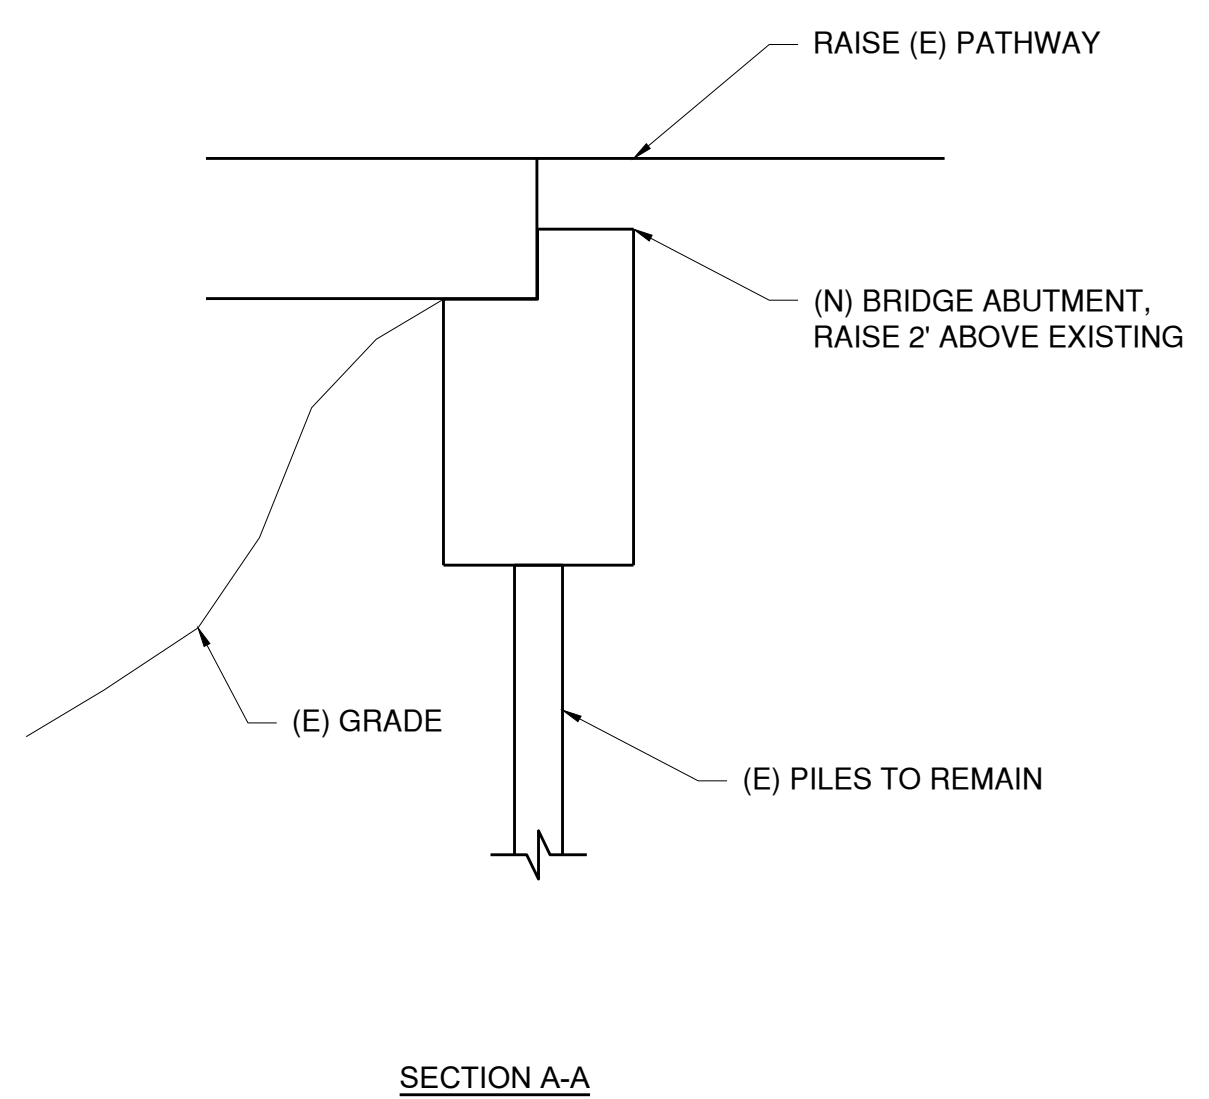 RAISE (E) PATHWAY
(N) BRIDGE ABUTMENT,
RAISE 2' ABOVE EXISTING
(E) GRADE
(E) PILES TO REMAIN
SECTION A-A